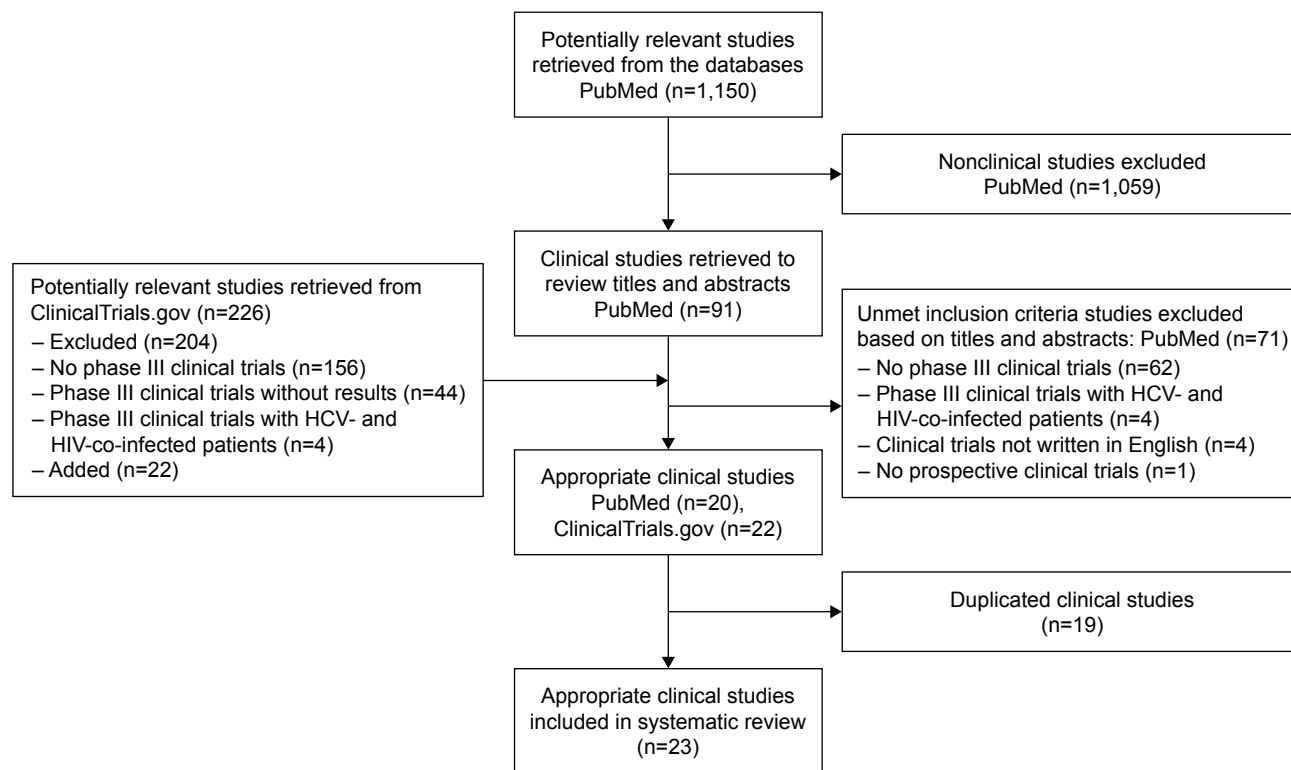 Potentially relevant studies
retrieved from the databases
PubMed (n=1,150)
Nonclinical studies excluded
PubMed (n=1,059)
Clinical studies retrieved to
review titles and abstracts
PubMed (n=91)
Potentially relevant studies retrieved from
ClinicalTrials.gov (n=226)
– Excluded (n=204)
– No phase III clinical trials (n=156)
– Phase III clinical trials without results (n=44)
– Phase III clinical trials with HCV- and
HIV-co-infected patients (n=4)
– Added (n=22)
Unmet inclusion criteria studies excluded
based on titles and abstracts: PubMed (n=71)
– No phase III clinical trials (n=62)
– Phase III clinical trials with HCV- and
HIV-co-infected patients (n=4)
– Clinical trials not written in English (n=4)
– No prospective clinical trials (n=1)
Appropriate clinical studies
PubMed (n=20),
ClinicalTrials.gov (n=22)
Duplicated clinical studies
(n=19)
Appropriate clinical studies
included in systematic review
(n=23)